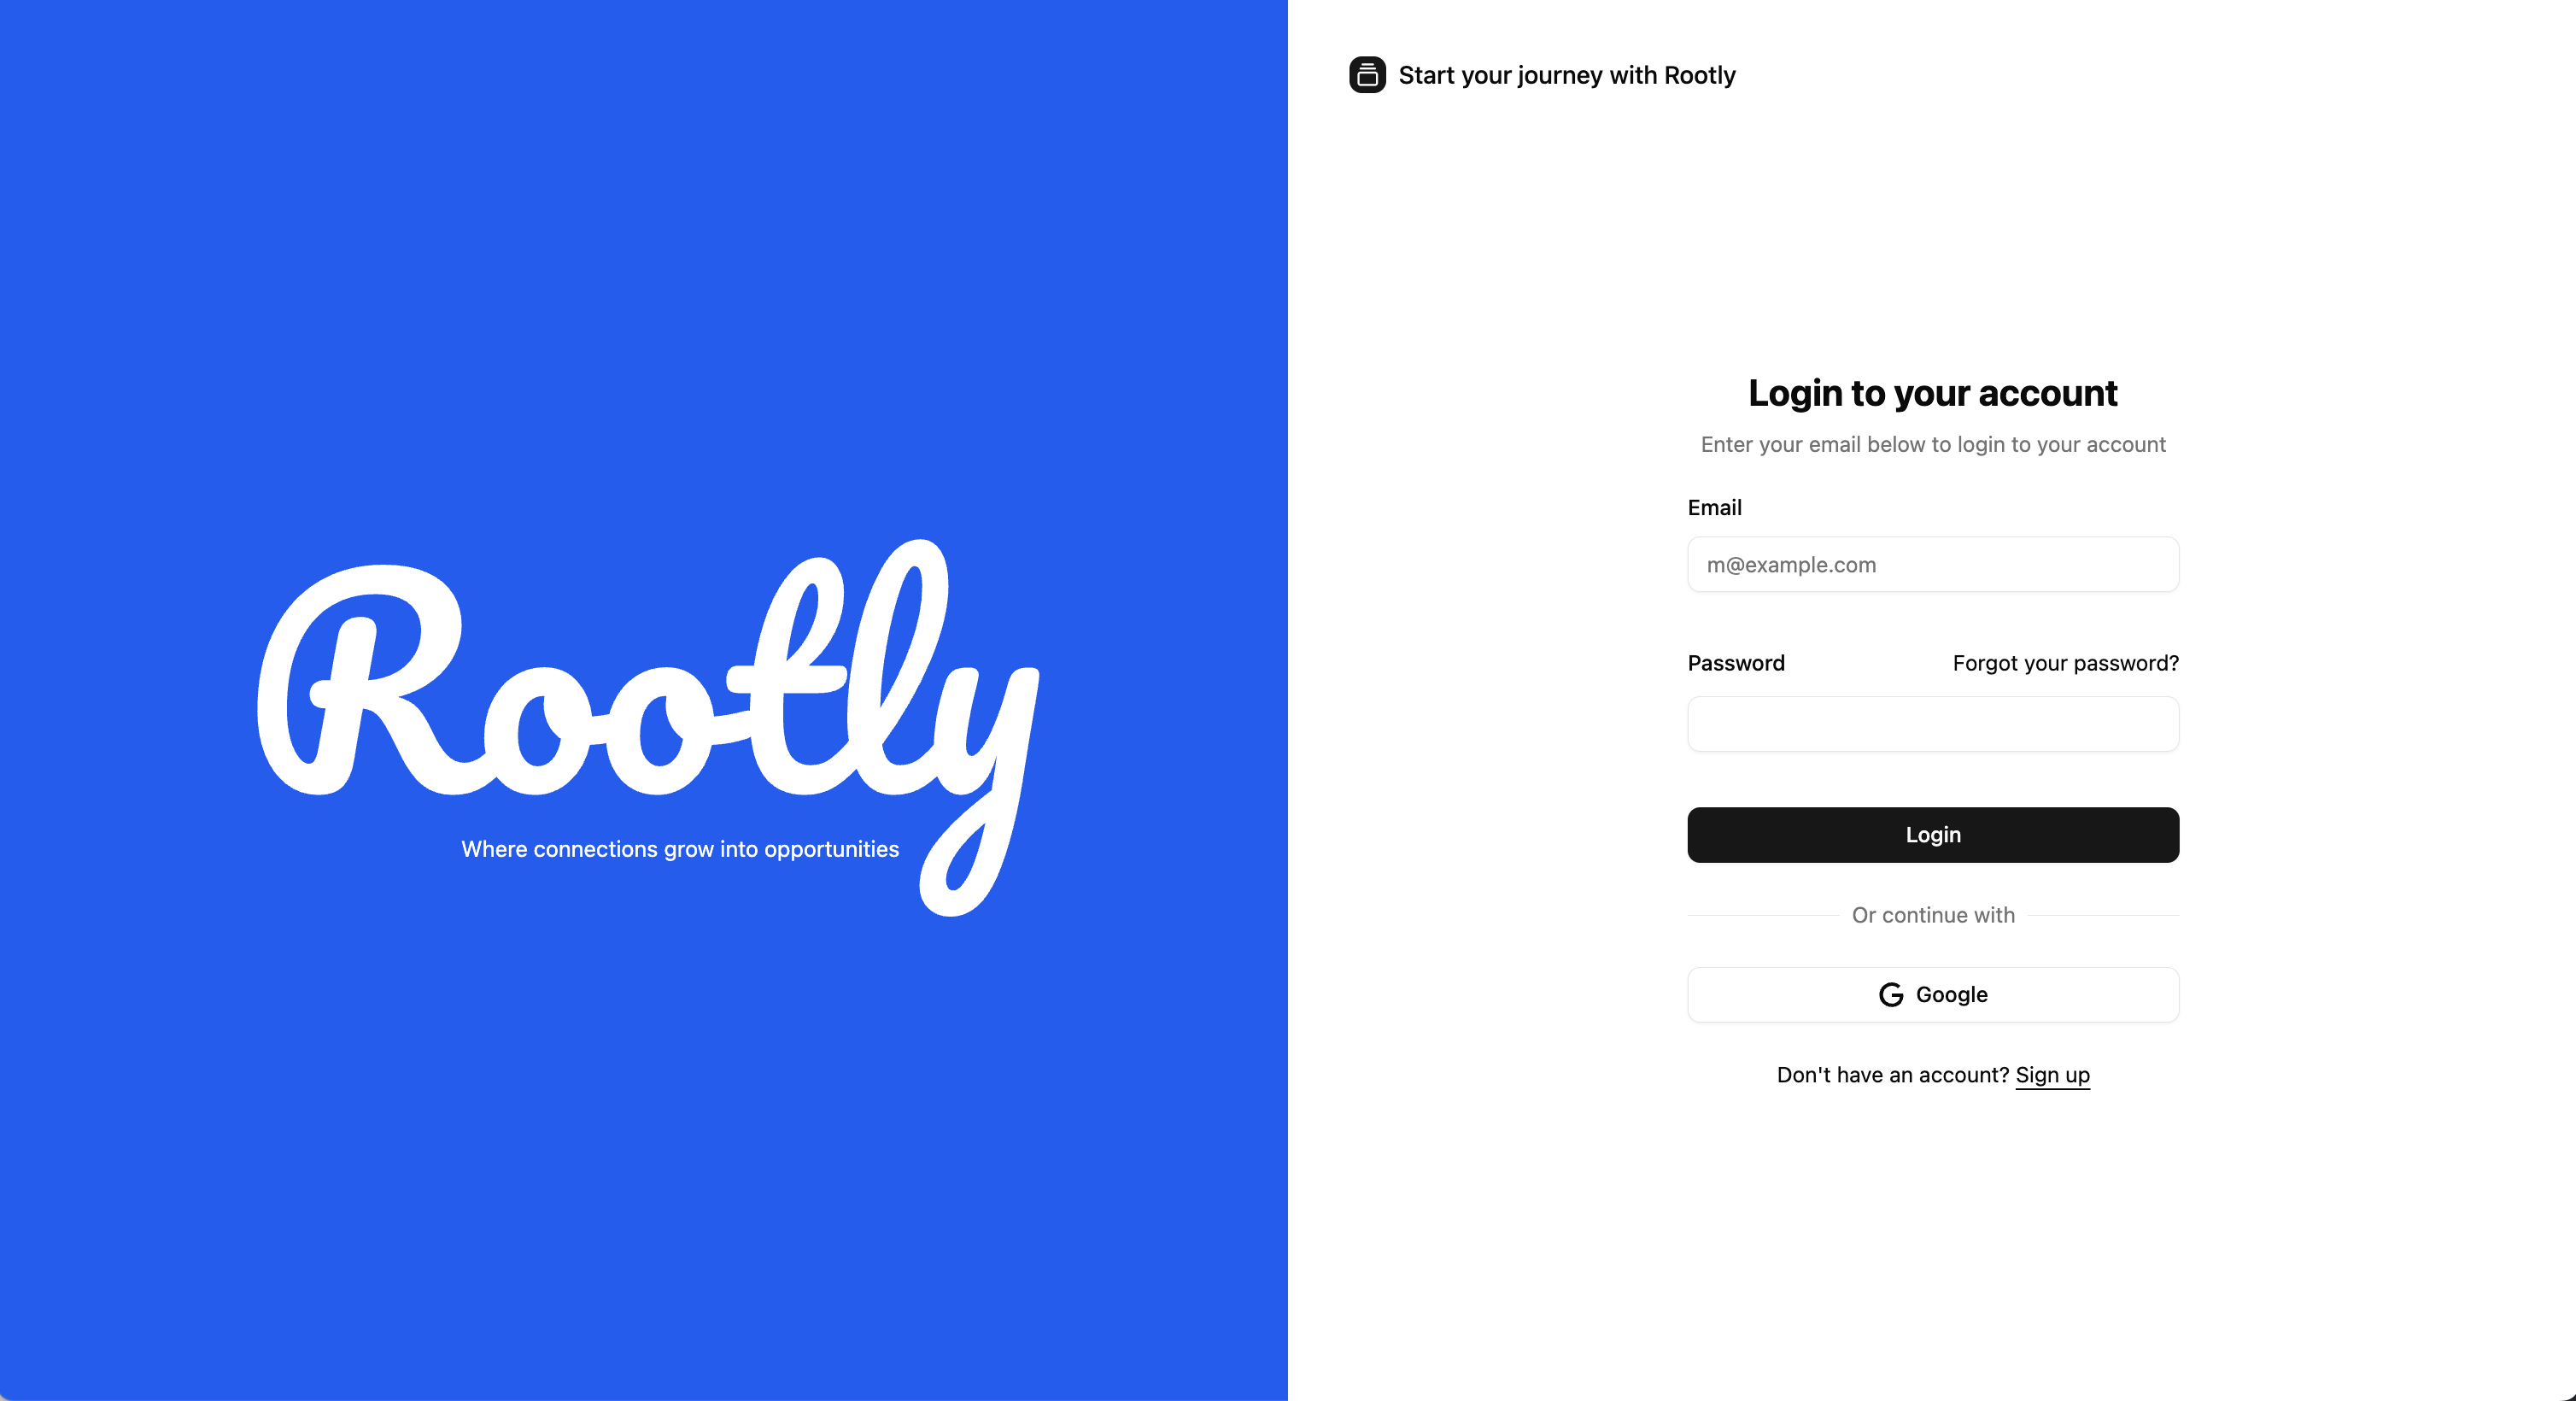 Rootly
Where connections grow into opportunities
Start your journey with Rootly
Login to your account
Enter your email below to login to your account
Email
m@example.com
Password Forgot your password?
Login
Or continue with
Google
Don't have an account? Sign up